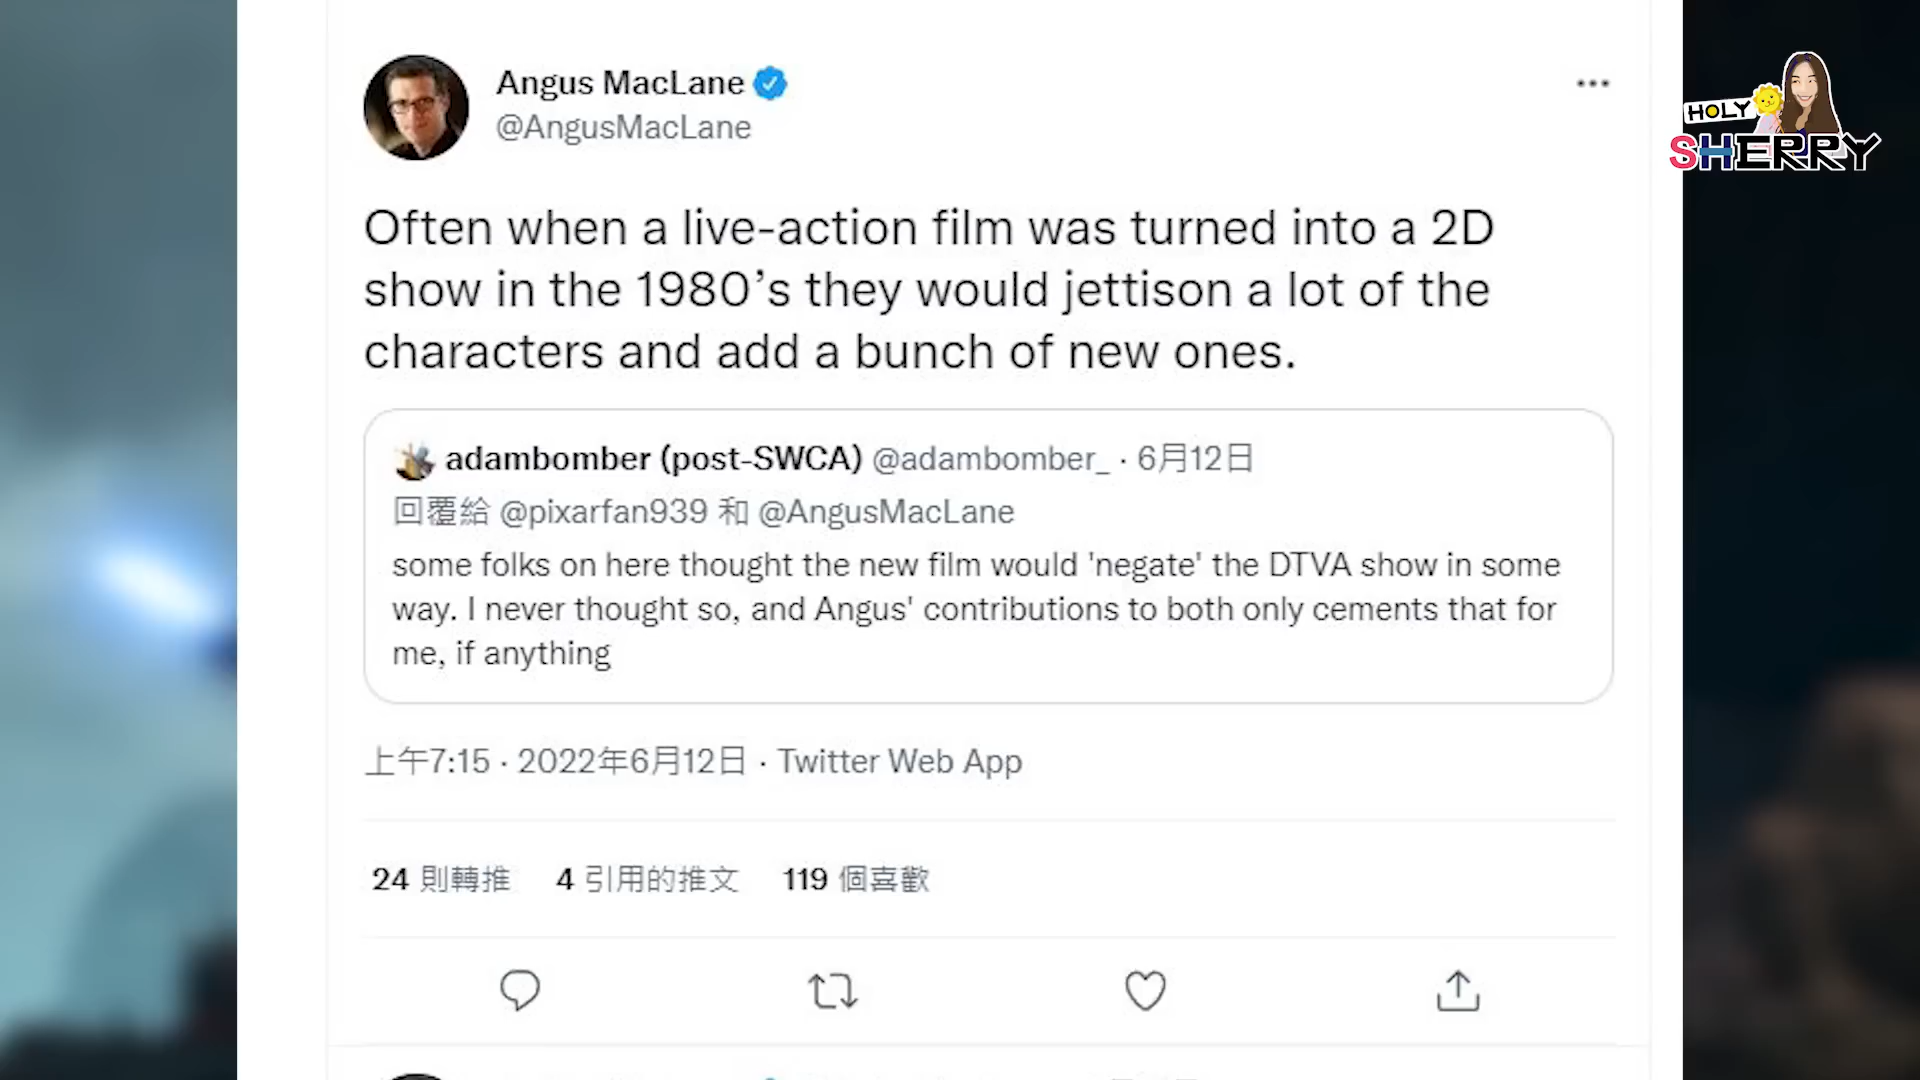 Angus MacLane
@AngusMacLane
HOLY
SHERRY
Often when a live-action film was turned into a 2D
show in the 1980’s they would jettison a lot of the
characters and add a bunch of new ones.
adambomber (post-SWCA) @adambomber_ · 6月12日
回覆給 @pixarfan939 和 @AngusMacLane
some folks on here thought the new film would 'negate' the DTVA show in some
way. I never thought so, and Angus' contributions to both only cements that for
me, if anything
上午7:15 · 2022年6月12日 · Twitter Web App
24 則轉推 4 引用的推文 119 個喜歡